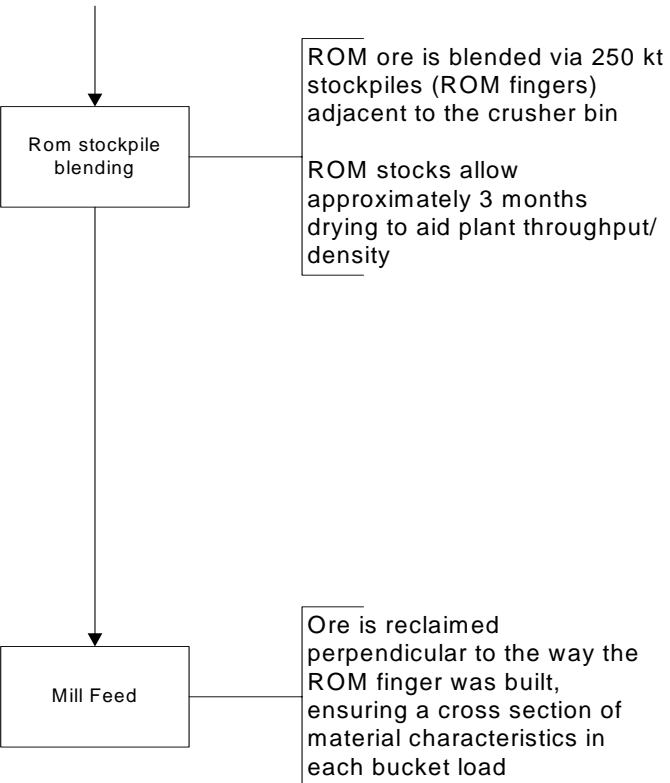 Rom stockpile
blending
ROM ore is blended via 250 kt
stockpiles (ROM fingers)
adjacent to the crusher bin
ROM stocks allow
approximately 3 months
drying to aid plant throughput/
density
Mill Feed
Ore is reclaimed
perpendicular to the way the
ROM finger was built,
ensuring a cross section of
material characteristics in
each bucket load